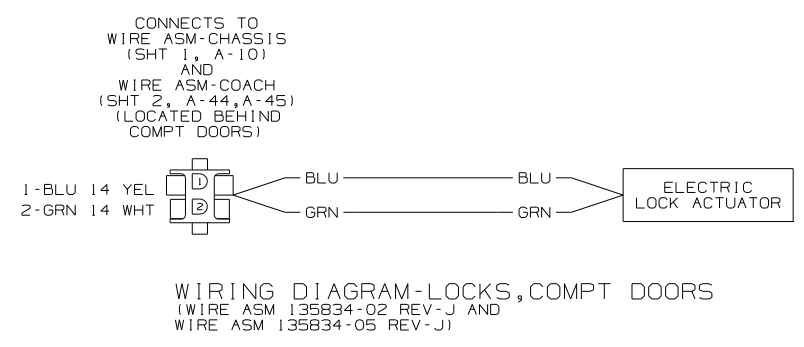 CONNECTS TO
WIRE ASM-CHASSIS
(SHT 1, A-10)
AND
WIRE ASM-COACH
(SHT 2, A-44,A-45)
(LOCATED BEHIND
COMPT DOORS)
1-BLU 14 YEL
2-GRN 14 WHT
1
2
BLU
BLU
GRN
GRN
ELECTRIC
LOCK ACTUATOR
WIRING DIAGRAM-LOCKS,COMPT DOORS
(WIRE ASM 135834-02 REV-J AND
WIRE ASM 135834-05 REV-J)